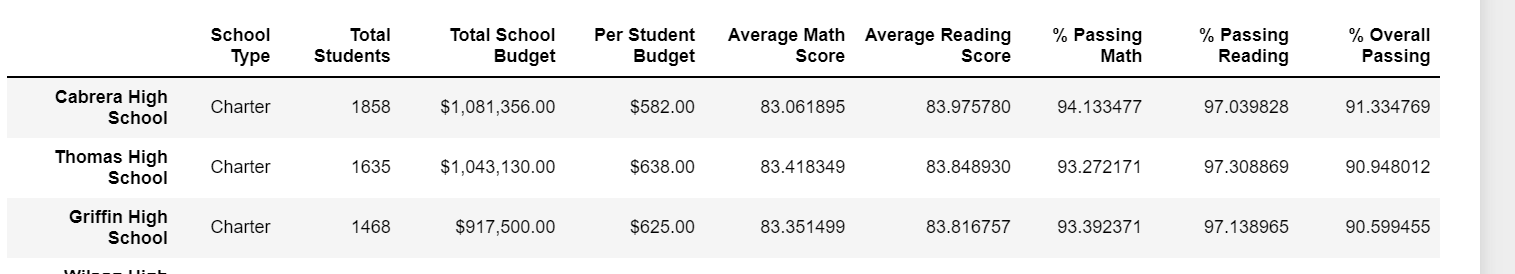 School Type Total Students Total School Budget Per Student Budget Average Math Score Average Reading Score % Passing Math % Passing Reading % Overall Passing
Cabrera High School Charter 1858 $1,081,356.00 $582.00 83.061895 83.975780 94.133477 97.039828 91.334769
Thomas High School Charter 1635 $1,043,130.00 $638.00 83.418349 83.848930 93.272171 97.308869 90.948012
Griffin High School Charter 1468 $917,500.00 $625.00 83.351499 83.816757 93.392371 97.138965 90.599455